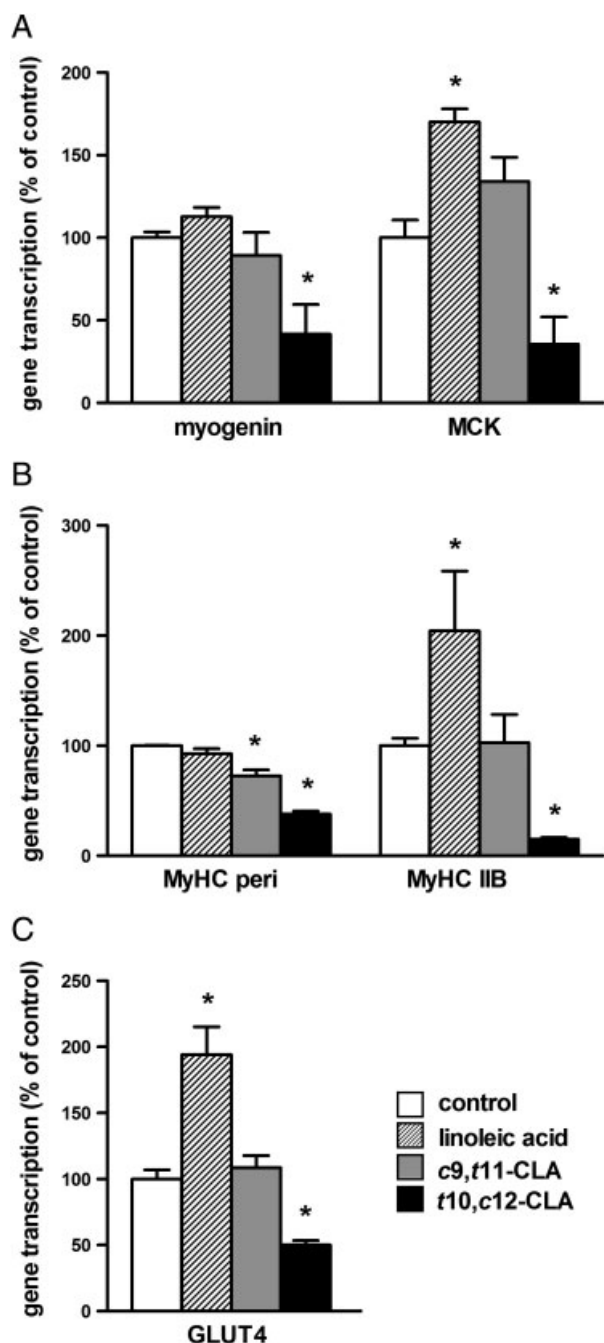 A
gene transcription (% of control)
200
150
100
50
0
*
*
*
myogenin
MCK
B
gene transcription (% of control)
300
200
100
0
*
*
*
*
MyHC peri
MyHC IIB
C
gene transcription (% of control)
250
200
150
100
50
0
*
*
GLUT4
control
linoleic acid
c9,t11-CLA
t10,c12-CLA